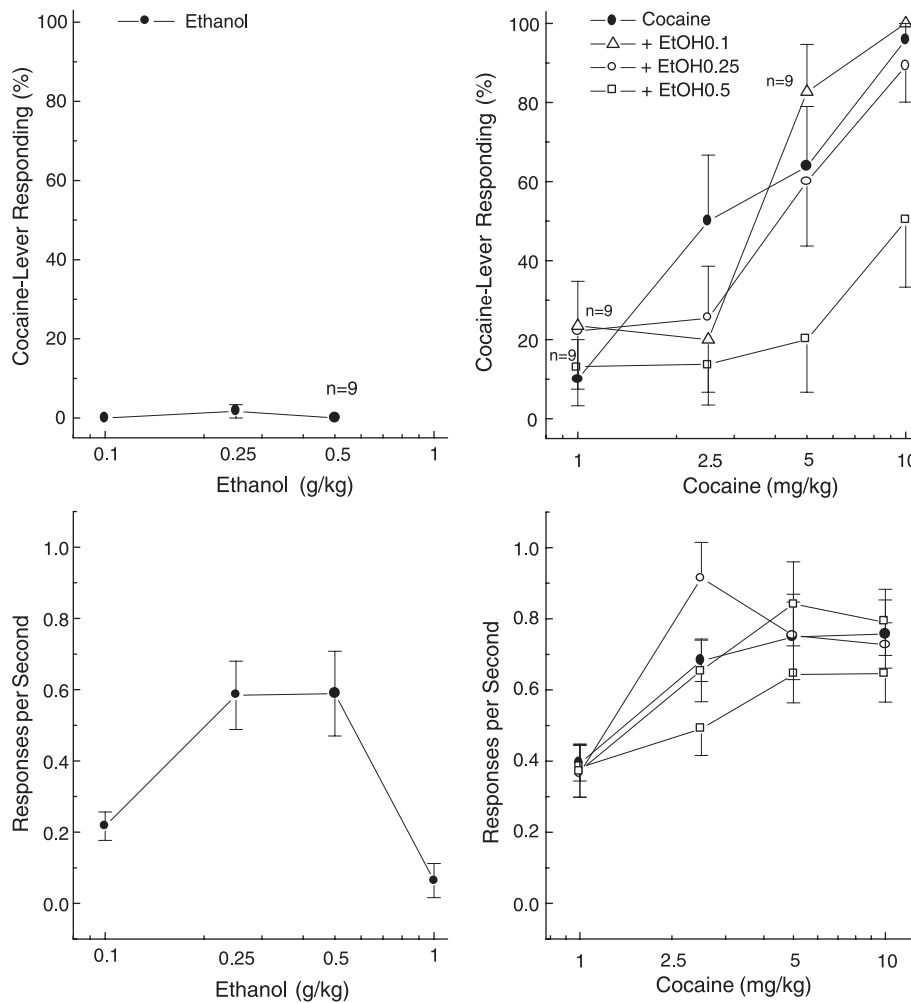 Ethanol
100
80
60
40
20
0
Cocaine-Lever Responding (%)
n=9
0.1
0.25
0.5
1
Ethanol (g/kg)
Cocaine
+ EtOH0.1
+ EtOH0.25
+ EtOH0.5
100
80
60
40
20
0
Cocaine-Lever Responding (%)
n=9
n=9
n=9
1
2.5
5
10
Cocaine (mg/kg)
1.0
0.8
0.6
0.4
0.2
0.0
Responses per Second
0.1
0.25
0.5
1
Ethanol (g/kg)
1.0
0.8
0.6
0.4
0.2
0.0
Responses per Second
1
2.5
5
10
Cocaine (mg/kg)